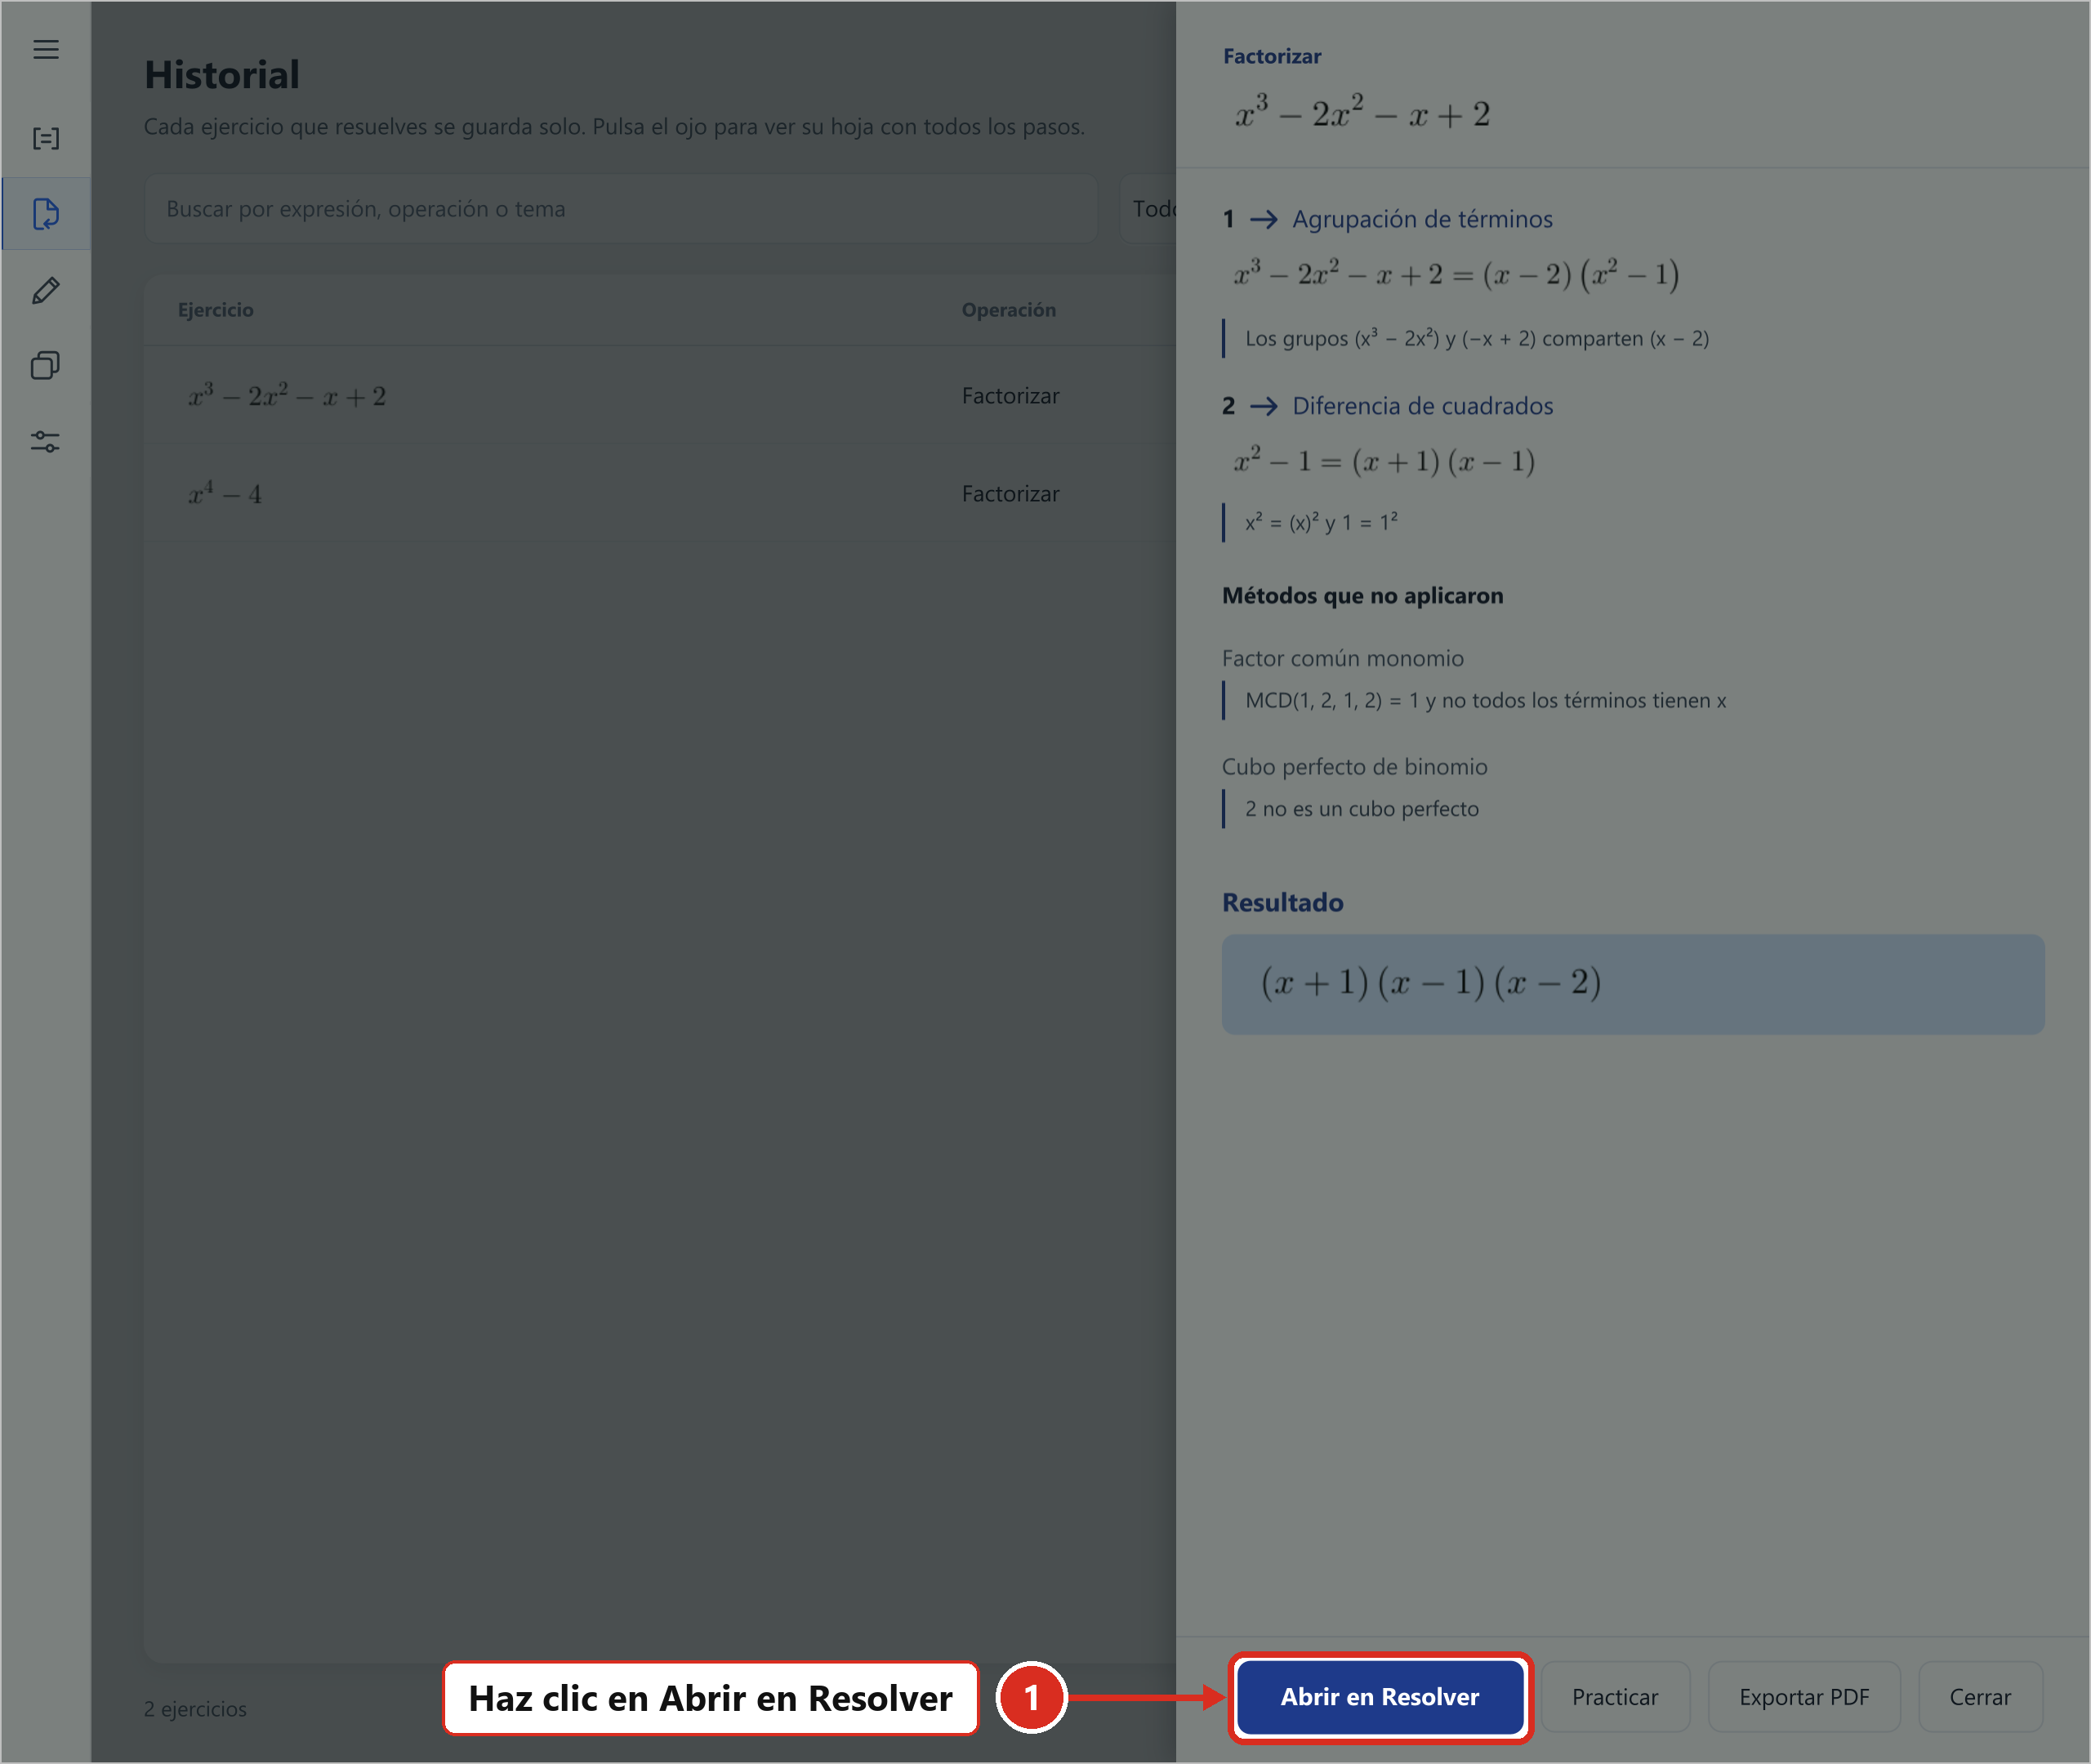 Historial
Cada ejercicio que resuelves se guarda solo. Pulsa el ojo para ver su hoja con todos los pasos.
Buscar por expresión, operación o tema
Ejercicio
Operación
x³ − 2x² − x + 2
Factorizar
x⁴ − 4
Factorizar
2 ejercicios
Haz clic en Abrir en Resolver
1
Factorizar
x³ − 2x² − x + 2
1 → Agrupación de términos
x³ − 2x² − x + 2 = (x − 2) (x² − 1)
Los grupos (x³ − 2x²) y (−x + 2) comparten (x − 2)
2 → Diferencia de cuadrados
x² − 1 = (x + 1) (x − 1)
x² = (x)² y 1 = 1²
Métodos que no aplicaron
Factor común monomio
MCD(1, 2, 1, 2) = 1 y no todos los términos tienen x
Cubo perfecto de binomio
2 no es un cubo perfecto
Resultado
(x + 1) (x − 1) (x − 2)
Abrir en Resolver
Practicar
Exportar PDF
Cerrar